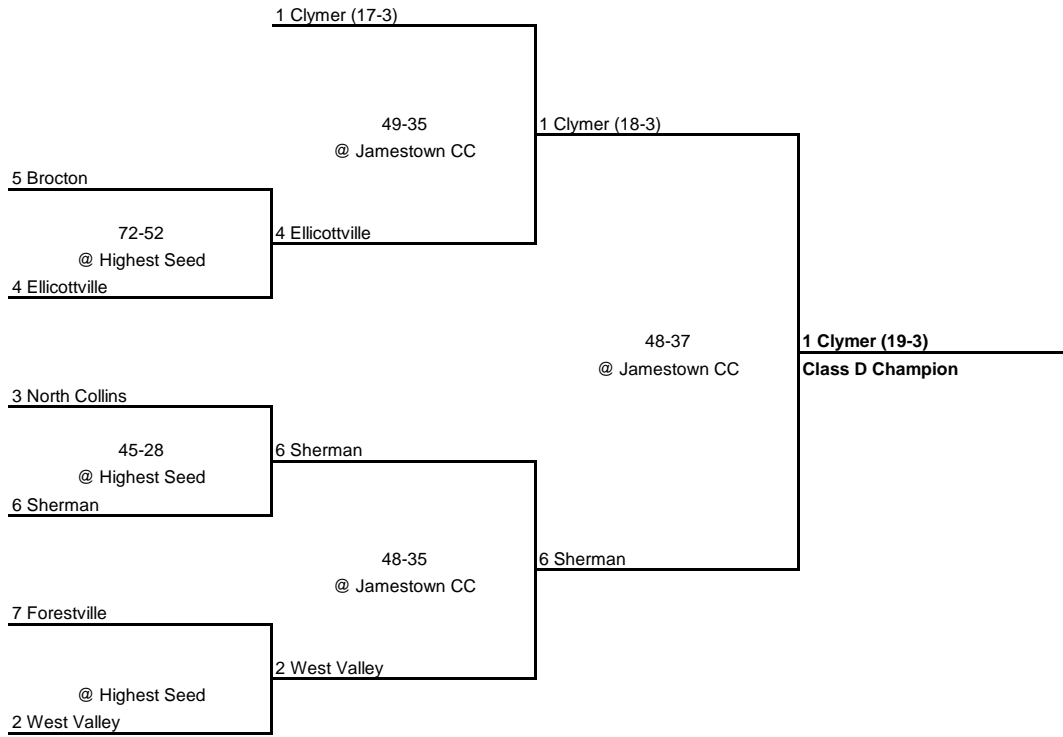 1 Clymer (17-3)
49-35
@ Jamestown CC
1 Clymer (18-3)
5 Brocton
72-52
@ Highest Seed
4 Ellicottville
4 Ellicottville
48-37
@ Jamestown CC
1 Clymer (19-3)
Class D Champion
3 North Collins
45-28
@ Highest Seed
6 Sherman
6 Sherman
48-35
@ Jamestown CC
6 Sherman
7 Forestville
@ Highest Seed
2 West Valley
2 West Valley